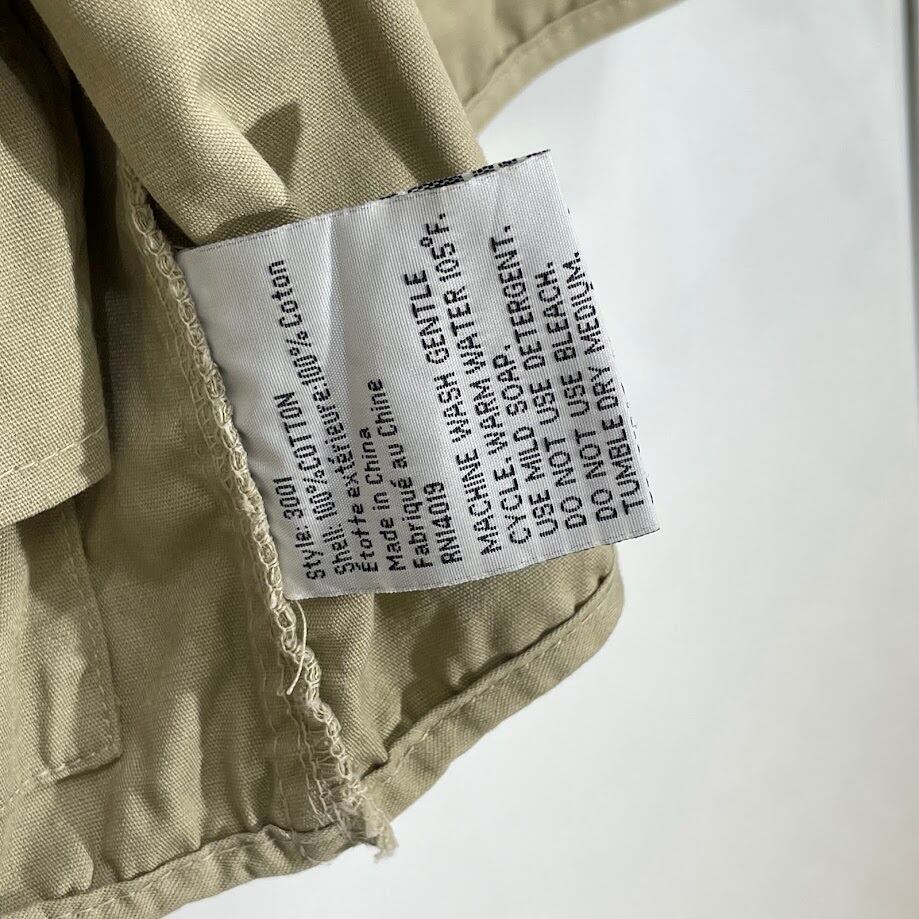 Style: 3001
Shell: 100%COTTON
Étotte extérieure:100% Coton
Made in China
Fabriqué au Chine
RN14019
MACHINE WASH GENTLE
CYCLE. WARM WATER 105°F.
USE MILD SOAP
DO NOT USE DETERGENT.
DO NOT USE BLEACH.
TUMBLE DRY MEDIUM.